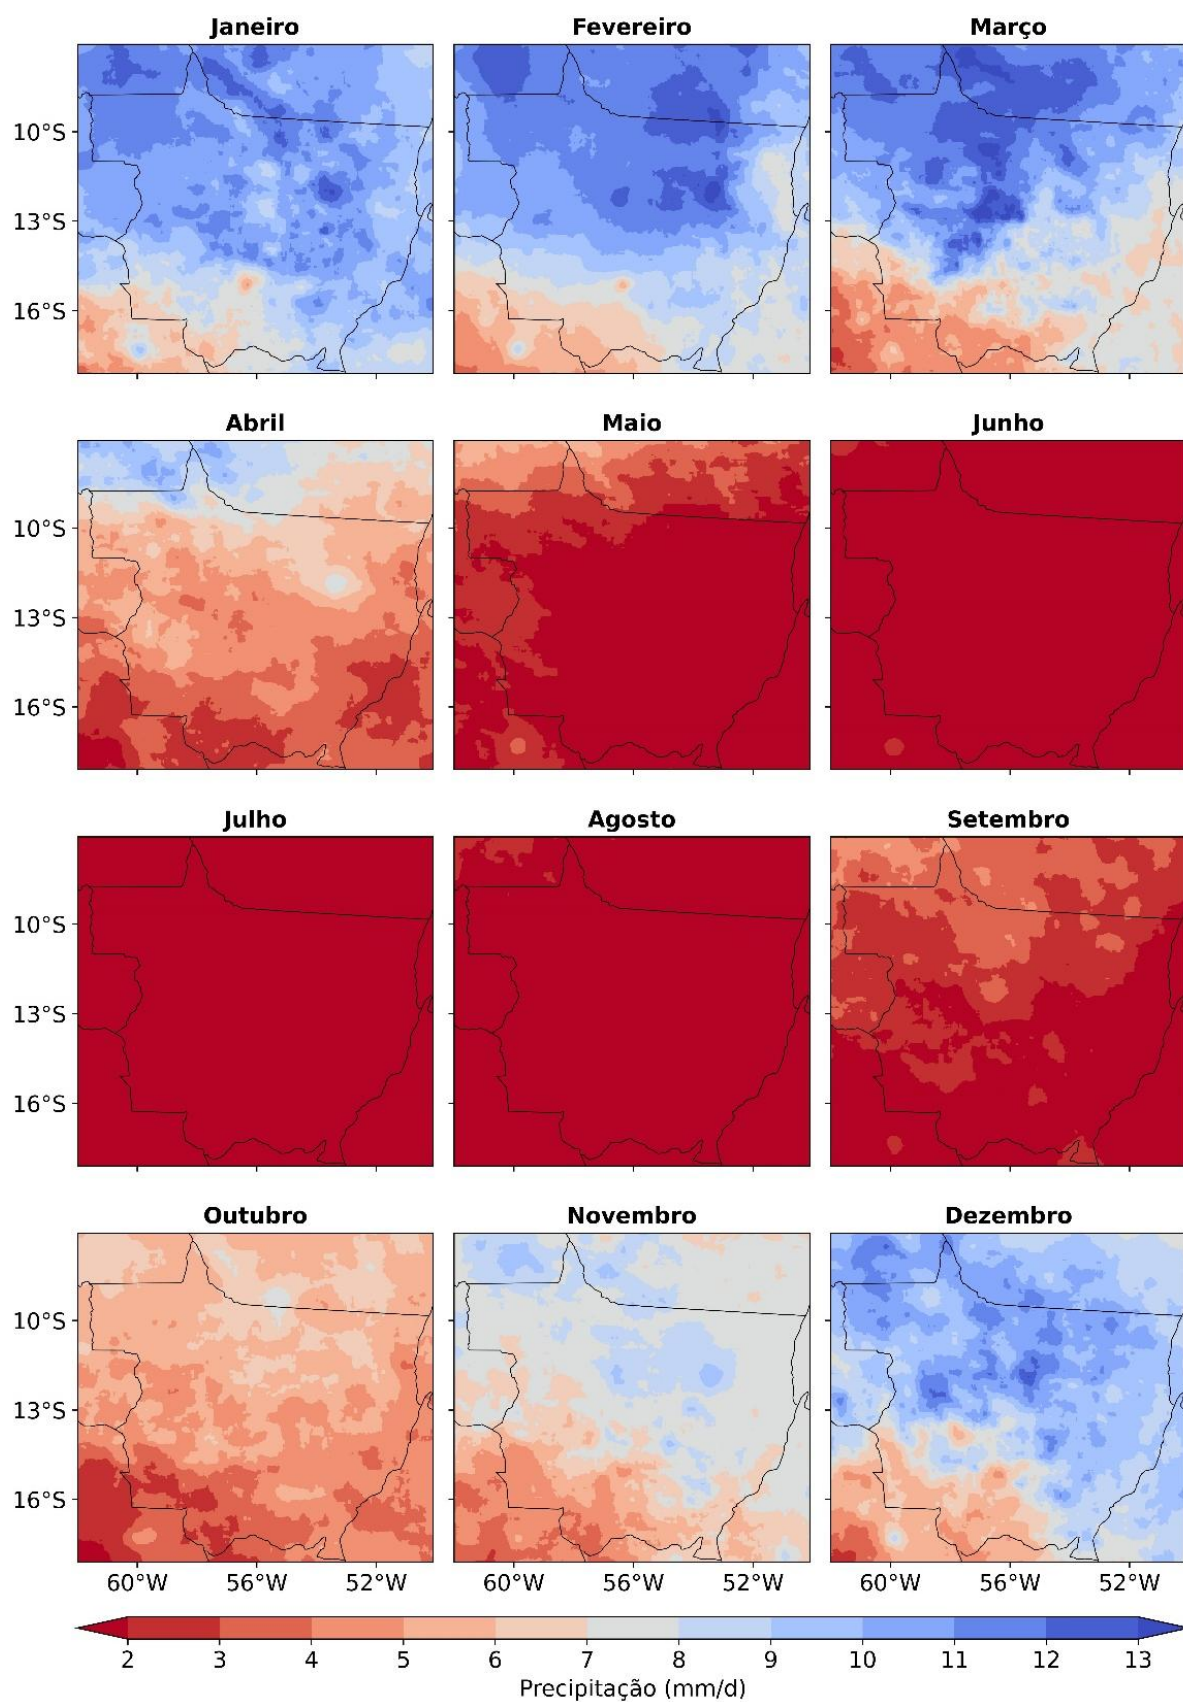 Janeiro Fevereiro Março
10°S
13°S
16°S
Abril Maio Junho
10°S
13°S
16°S
Julho Agosto Setembro
10°S
13°S
16°S
Outubro Novembro Dezembro
10°S
13°S
16°S
60°W 56°W 52°W 60°W 56°W 52°W 60°W 56°W 52°W
2 3 4 5 6 7 8 9 10 11 12 13
Precipitação (mm/d)